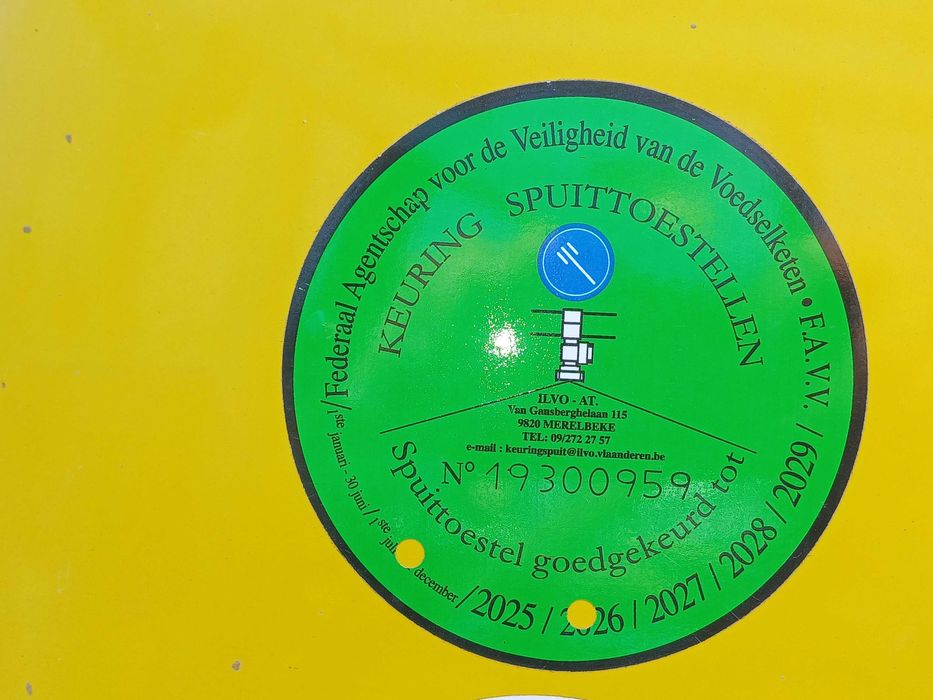 Federaal Agentschap voor de Veiligheid van de Voedselketen • F.A.V.V.
KEURING SPUITTOESTELLEN
ILVO - AT.
Van Gansberghelaan 115
9820 MERELBEKE
TEL: 09/272 27 57
e-mail : keuringspuit@ilvo.vlaanderen.be
N° 19300959
Spuittoestel goedgekeurd tot
/ 1ste januari - 30 juni / 1ste december / 2025 / 2026 / 2027 / 2028 / 2029 /